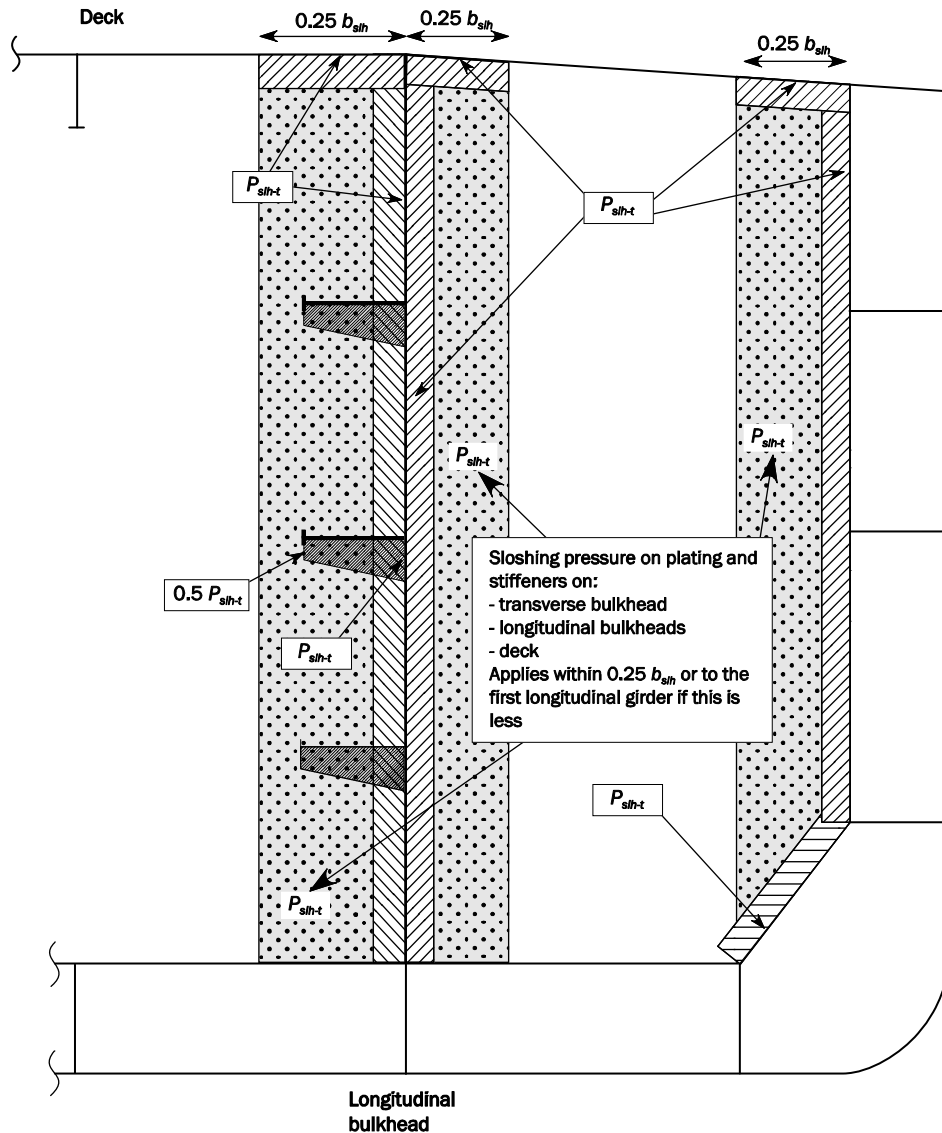 Deck
0.25 b_slh
0.25 b_slh
0.25 b_slh
P_slh-t
P_slh-t
P_slh-t
P_slh-t
0.5 P_slh-t
P_slh-t
Sloshing pressure on plating and
stiffeners on:
- transverse bulkhead
- longitudinal bulkheads
- deck
Applies within 0.25 b_slh or to the
first longitudinal girder if this is
less
P_slh-t
P_slh-t
Longitudinal
bulkhead